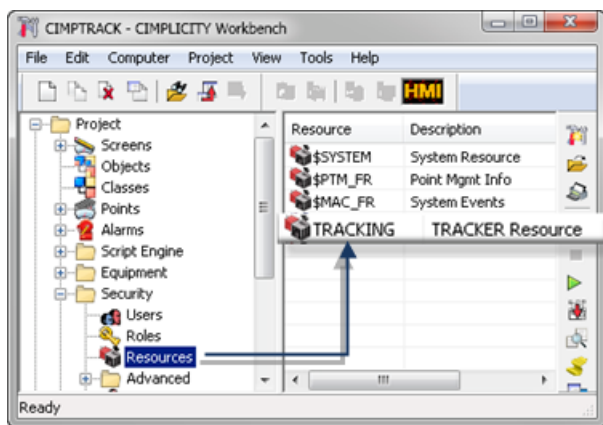 CIMPTRACK - CIMPLICITY Workbench
File Edit Computer Project View Tools Help
HMI
Project
Screens
Objects
Classes
Points
Alarms
Script Engine
Equipment
Security
Users
Roles
Resources
Advanced
Resource Description
$SYSTEM System Resource
$PTM_FR Point Mgmt Info
$MAC_FR System Events
TRACKING TRACKER Resource
Ready